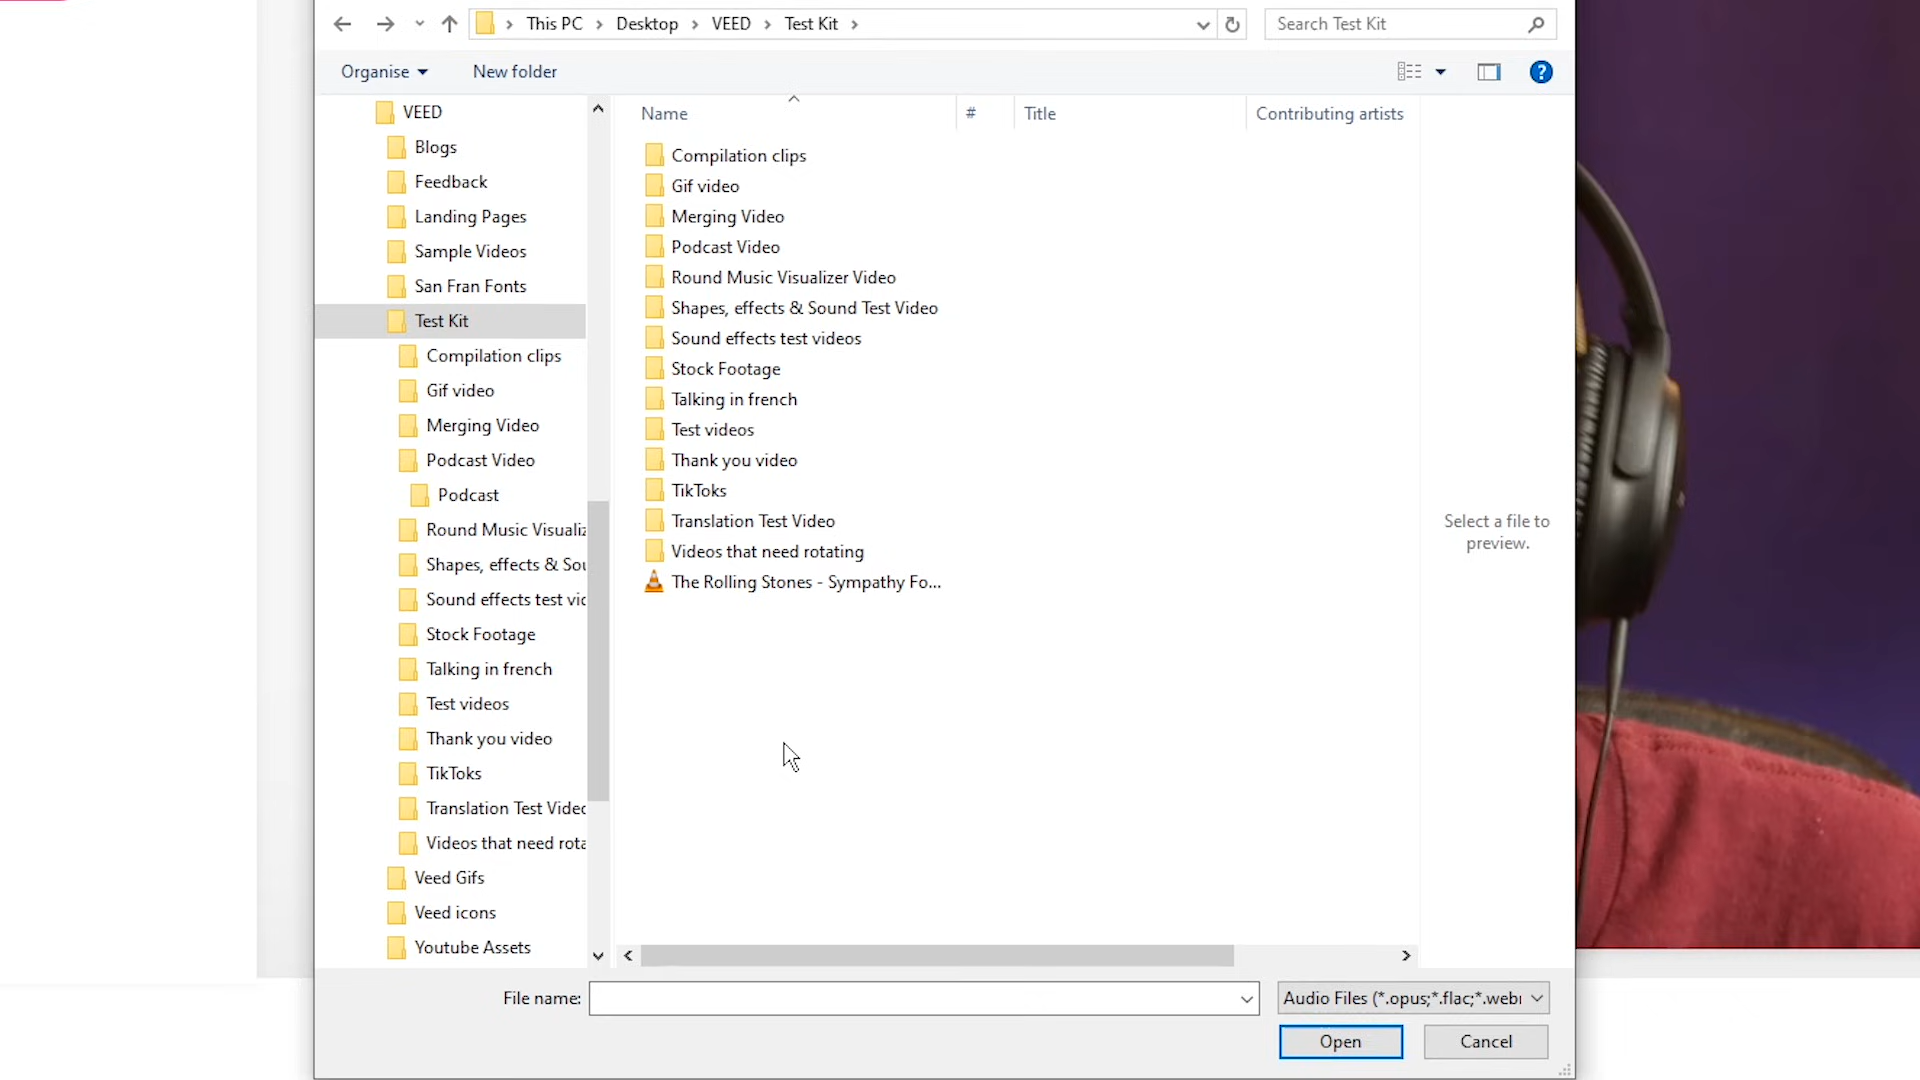 This PC > Desktop > VEED > Test Kit >
Search Test Kit
Organise
New folder
?
VEED
Blogs
Feedback
Landing Pages
Sample Videos
San Fran Fonts
Test Kit
Compilation clips
Gif video
Merging Video
Podcast Video
Podcast
Round Music Visualiz
Shapes, effects & Sou
Sound effects test vid
Stock Footage
Talking in french
Test videos
Thank you video
TikToks
Translation Test Video
Videos that need rota
Veed Gifs
Veed icons
Youtube Assets
Name # Title Contributing artists
Compilation clips
Gif video
Merging Video
Podcast Video
Round Music Visualizer Video
Shapes, effects & Sound Test Video
Sound effects test videos
Stock Footage
Talking in french
Test videos
Thank you video
TikToks
Translation Test Video
Videos that need rotating
The Rolling Stones - Sympathy Fo...
Select a file to
preview.
File name:
Audio Files (*.opus;*.flac;*.webr
Open
Cancel